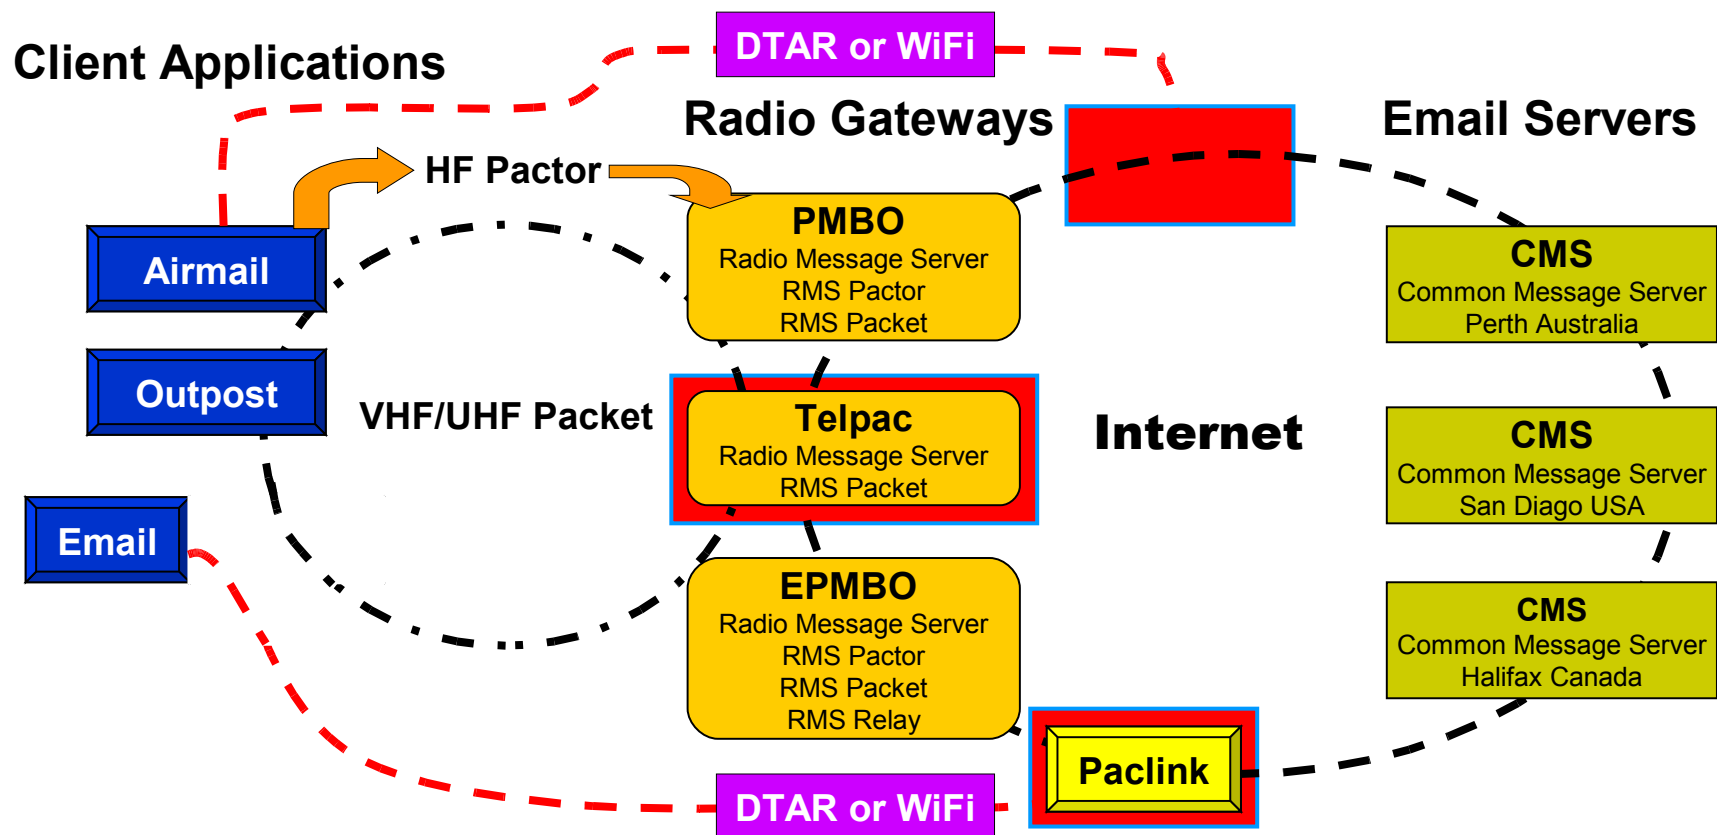 DTAR or WiFi
Client Applications
Radio Gateways
Email Servers
HF Pactor
PMBO
Radio Message Server
RMS Pactor
RMS Packet
Airmail
CMS
Common Message Server
Perth Australia
Outpost
VHF/UHF Packet
Telpac
Radio Message Server
RMS Packet
Internet
CMS
Common Message Server
San Diago USA
Email
EPMBO
Radio Message Server
RMS Pactor
RMS Packet
RMS Relay
CMS
Common Message Server
Halifax Canada
Paclink
DTAR or WiFi